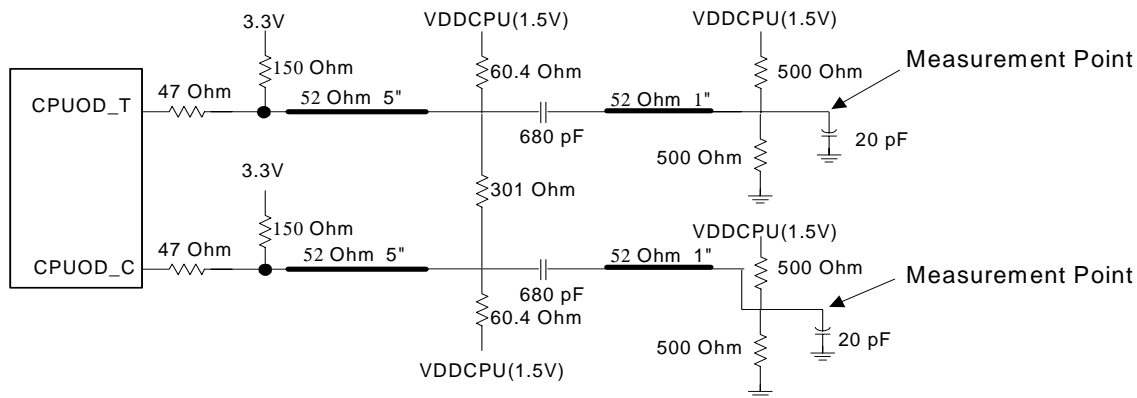 3.3V
VDDCPU(1.5V)
VDDCPU(1.5V)
Measurement Point
150 Ohm
60.4 Ohm
500 Ohm
47 Ohm
CPUOD_T
52 Ohm 5"
52 Ohm 1"
680 pF
20 pF
500 Ohm
3.3V
301 Ohm
150 Ohm
VDDCPU(1.5V)
47 Ohm
CPUOD_C
52 Ohm 5"
52 Ohm 1"
500 Ohm
Measurement Point
680 pF
60.4 Ohm
20 pF
500 Ohm
VDDCPU(1.5V)